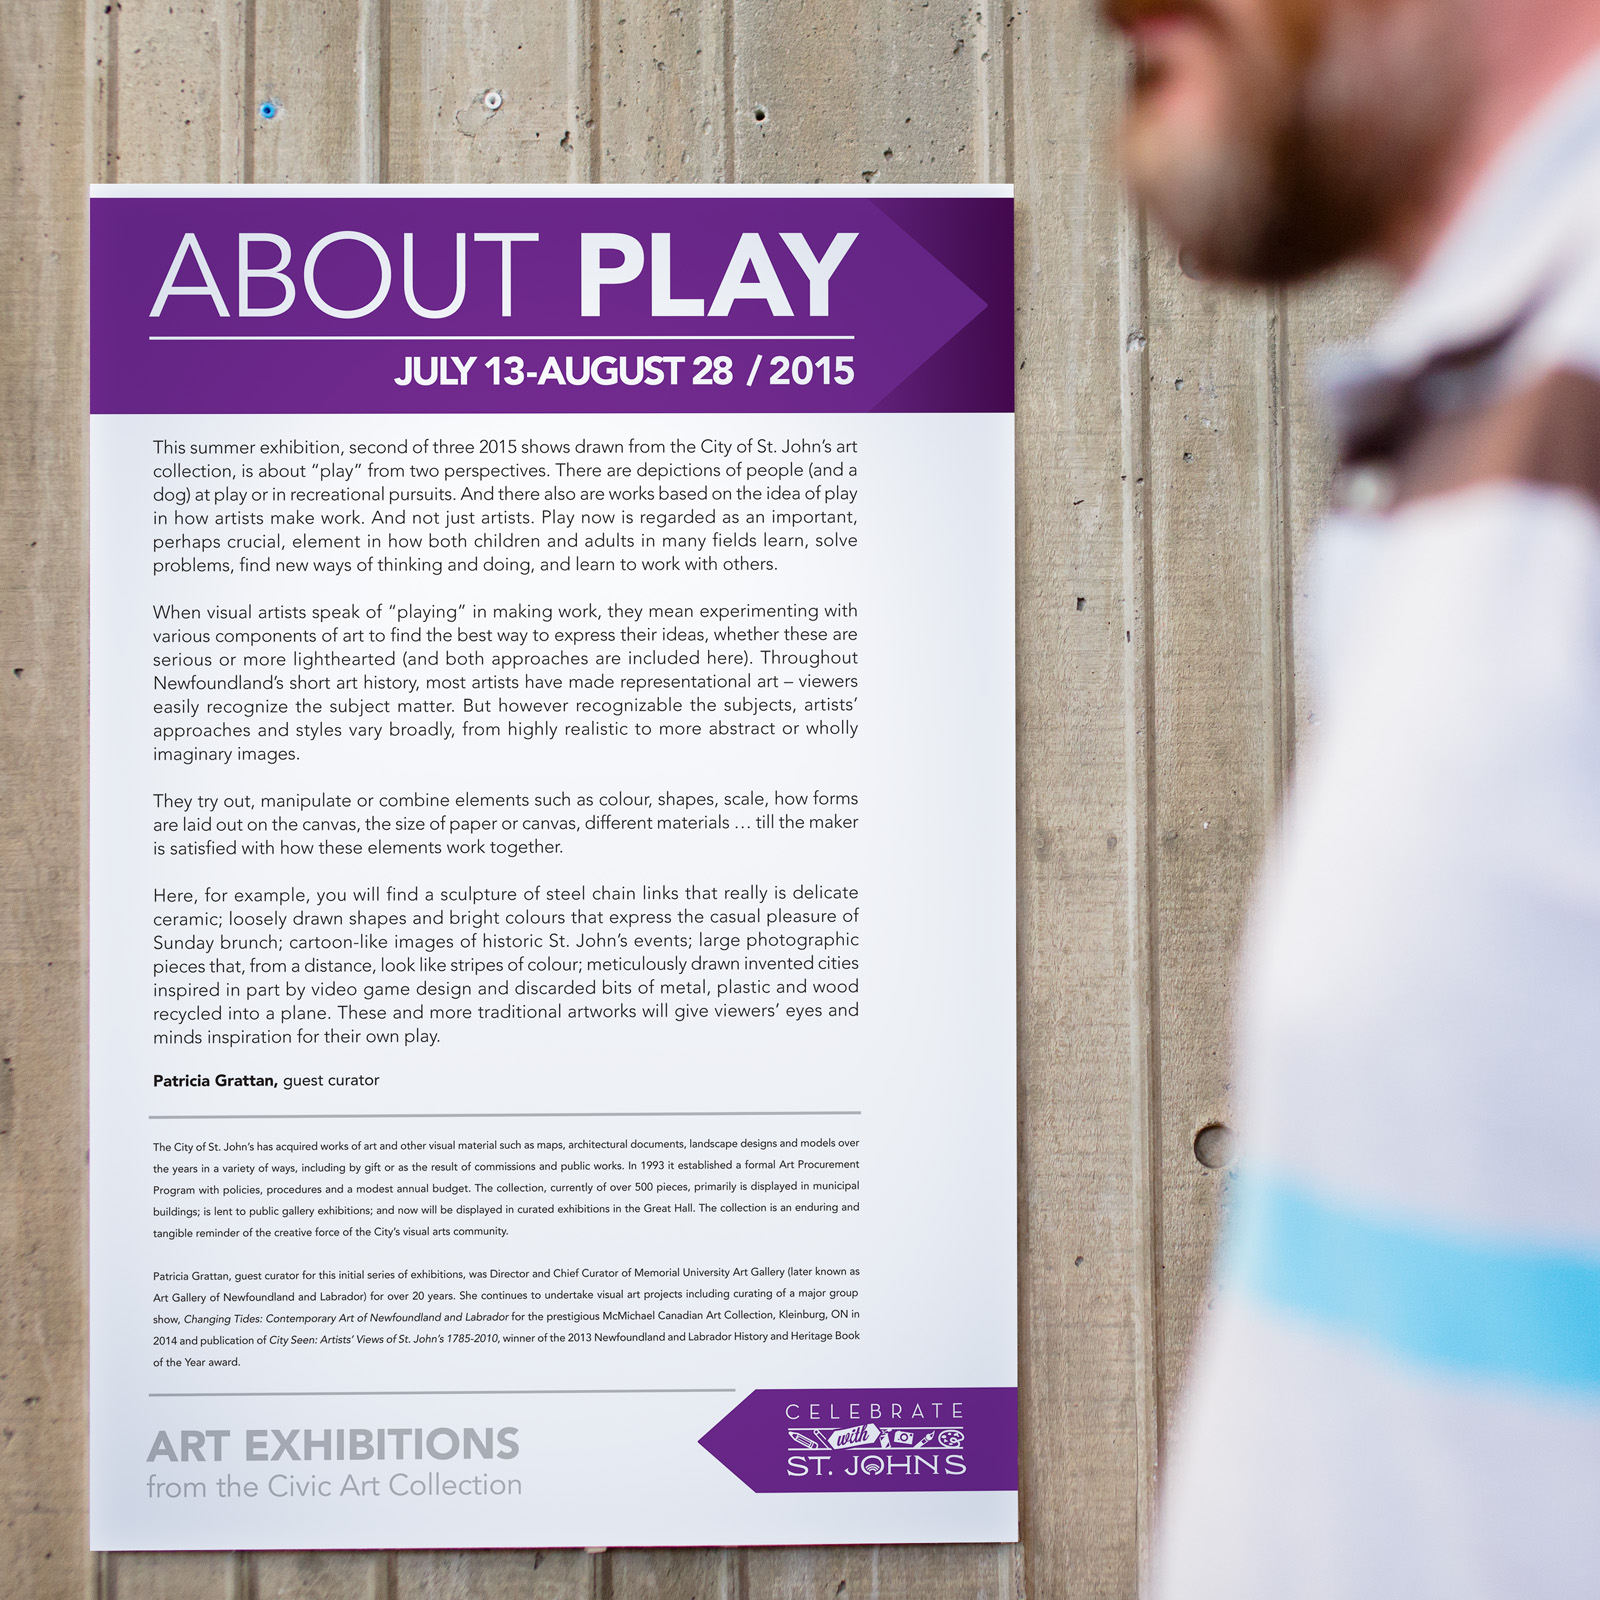 ABOUT PLAY
JULY 13-AUGUST 28 / 2015
This summer exhibition, second of three 2015 shows drawn from the City of St. John's art
collection, is about “play” from two perspectives. There are depictions of people (and a
dog) at play or in recreational pursuits. And there also are works based on the idea of play
in how artists make work. And not just artists. Play now is regarded as an important,
perhaps crucial, element in how both children and adults in many fields learn, solve
problems, find new ways of thinking and doing, and learn to work with others.
When visual artists speak of “playing” in making work, they mean experimenting with
various components of art to find the best way to express their ideas, whether these are
serious or more lighthearted (and both approaches are included here). Throughout
Newfoundland's short art history, most artists have made representational art – viewers
easily recognize the subject matter. But however recognizable the subjects, artists'
approaches and styles vary broadly, from highly realistic to more abstract or wholly
imaginary images.
They try out, manipulate or combine elements such as colour, shapes, scale, how forms
are laid out on the canvas, the size of paper or canvas, different materials … till the maker
is satisfied with how these elements work together.
Here, for example, you will find a sculpture of steel chain links that really is delicate
ceramic; loosely drawn shapes and bright colours that express the casual pleasure of
Sunday brunch; cartoon-like images of historic St. John's events; large photographic
pieces that, from a distance, look like stripes of colour; meticulously drawn invented cities
inspired in part by video game design and discarded bits of metal, plastic and wood
recycled into a plane. These and more traditional artworks will give viewers' eyes and
minds inspiration for their own play.
Patricia Grattan, guest curator
The City of St. John's has acquired works of art and other visual material such as maps, architectural documents, landscape designs and models over
the years in a variety of ways, including by gift or as the result of commissions and public works. In 1993 it established a formal Art Procurement
Program with policies, procedures and a modest annual budget. The collection, currently of over 500 pieces, primarily is displayed in municipal
buildings; is lent to public gallery exhibitions; and now will be displayed in curated exhibitions in the Great Hall. The collection is an enduring and
tangible reminder of the creative force of the City's visual arts community.
Patricia Grattan, guest curator for this initial series of exhibitions, was Director and Chief Curator of Memorial University Art Gallery (later known as
Art Gallery of Newfoundland and Labrador) for over 20 years. She continues to undertake visual art projects including curating of a major group
show, Changing Tides: Contemporary Art of Newfoundland and Labrador for the prestigious McMichael Canadian Art Collection, Kleinburg, ON in
2014 and publication of City Seen: Artists' Views of St. John's 1785-2010, winner of the 2013 Newfoundland and Labrador History and Heritage Book
of the Year award.
ART EXHIBITIONS
from the Civic Art Collection
CELEBRATE
with
ST. JOHNS